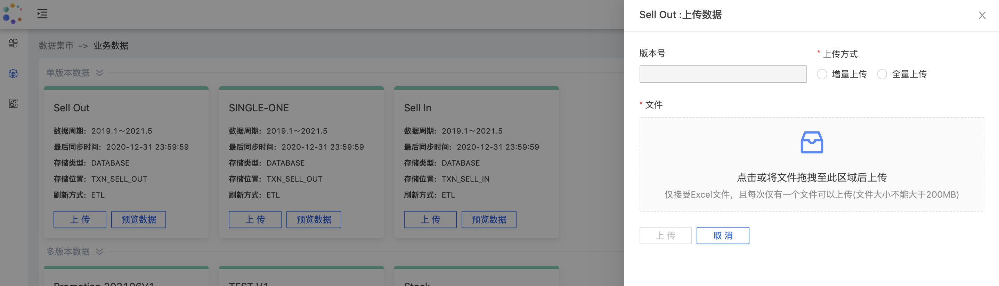 数据集市 -> 业务数据
单版本数据
Sell Out
数据周期: 2019.1～2021.5
最后同步时间: 2020-12-31 23:59:59
存储类型: DATABASE
存储位置: TXN_SELL_OUT
刷新方式: ETL
上 传 预览数据
SINGLE-ONE
数据周期: 2019.1～2021.5
最后同步时间: 2020-12-31 23:59:59
存储类型: DATABASE
存储位置: TXN_SELL_OUT
刷新方式: ETL
上 传 预览数据
Sell In
数据周期: 2019.1～2021.5
最后同步时间: 2020-12-31 23:59:59
存储类型: DATABASE
存储位置: TXN_SELL_IN
刷新方式: ETL
上 传 预览数据
多版本数据
Promotion 202106V1
TEST V1
Stock
Sell Out :上传数据
版本号
* 上传方式
增量上传 全量上传
* 文件
点击或将文件拖拽至此区域后上传
仅接受Excel文件，且每次仅有一个文件可以上传(文件大小不能大于200MB)
上 传 取 消